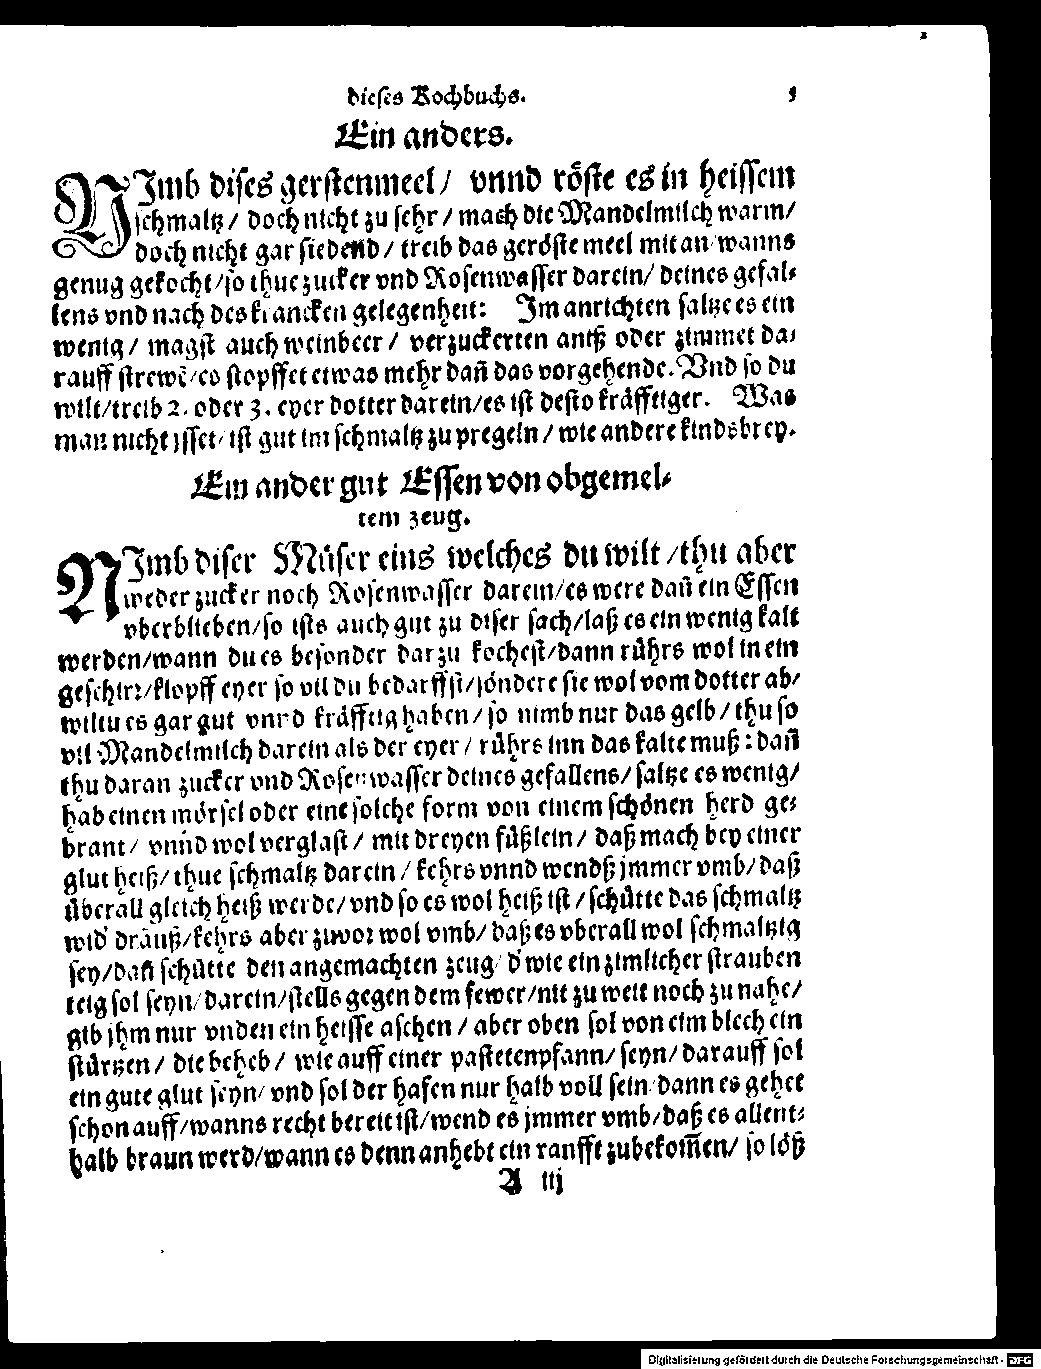 dieses Kochbuchs.
Ein anders.
NImb dises gerstenmeel/ vnnd röste es in heissem
schmaltz/ doch nicht zu sehr/ mach die Mandelmilch warm/
doch nicht gar siedend/ treib das geröste meel mit an wanns
genug gekocht/so thue zucker vnd Rosenwasser darein/ deines gefal-
lens vnd nach des krancken gelegenheit: Im anrichten saltze es ein
wenig/ magst auch weinbeer/ verzuckerten aniß oder zimmet da-
rauff strewē/es stopffet etwas mehr dañ das vorgehende. Vnd so du
wilt/treib 2. oder 3. eyer dotter darein/es ist desto kräfftiger. Was
man nicht jsset/ ist gut im schmaltz zu pregeln/ wie andere kindsbrey.
Ein ander gut Essen von obgemel-
tem zeug.
NImb diser Müser eins welches du wilt/thu aber
weder zucker noch Rosenwasser darein/es were dañ ein Essen
vberblieben/so ists auch gut zu diser sach/laß es ein wenig kalt
werden/wann du es besonder darzu kochest/dann rührs wol in ein
geschirr/klopff eyer so vil du bedarffst/söndere sie wol vom dotter ab/
wiltu es gar gut vnnd kräfftig haben/so nimb nur das gelb/ thu so
vil Mandelmilch darein als der eyer/ rührs inn das kalte muß: dañ
thu daran zucker vnd Rosenwasser deines gefallens/ saltze es wenig/
hab einen mörsel oder eine solche form von einem schönen herd ge-
brant/ vnnd wol verglast/ mit dreyen füßlein/ daß mach bey einer
glut heiß/ thue schmaltz darein/ kehrs vnnd wendß jmmer vmb/ daß
überall gleich heiß werde/ vnd so es wol heiß ist/ schütte das schmaltz
wid dräuß/kehrs aber zuvor wol vmb/ daß es vberall wol schmaltzig
sey/dañ schütte den angemachten zeug/ d wie ein zimlicher strauben
teig sol seyn/ darein/stells gegen dem fewer/nit zu weit noch zu nahe/
gib jhm nur vnden ein heisse aschen/ aber oben sol von eim blech ein
stürtzen/ die beheb/ wie auff einer pastetenpfann/ seyn/ darauff sol
ein gute glut seyn/ vnd sol der hafen nur halb voll sein/ dann es gehet
schon auff/wanns recht bereit ist/wend es jmmer vmb/daß es allent-
halb braun werd/wann es denn anhebt ein ranfft zubekom̃en/ so löß
A iij
Digitalisierung gefördert durch die Deutsche Forschungsgemeinschaft - DFG